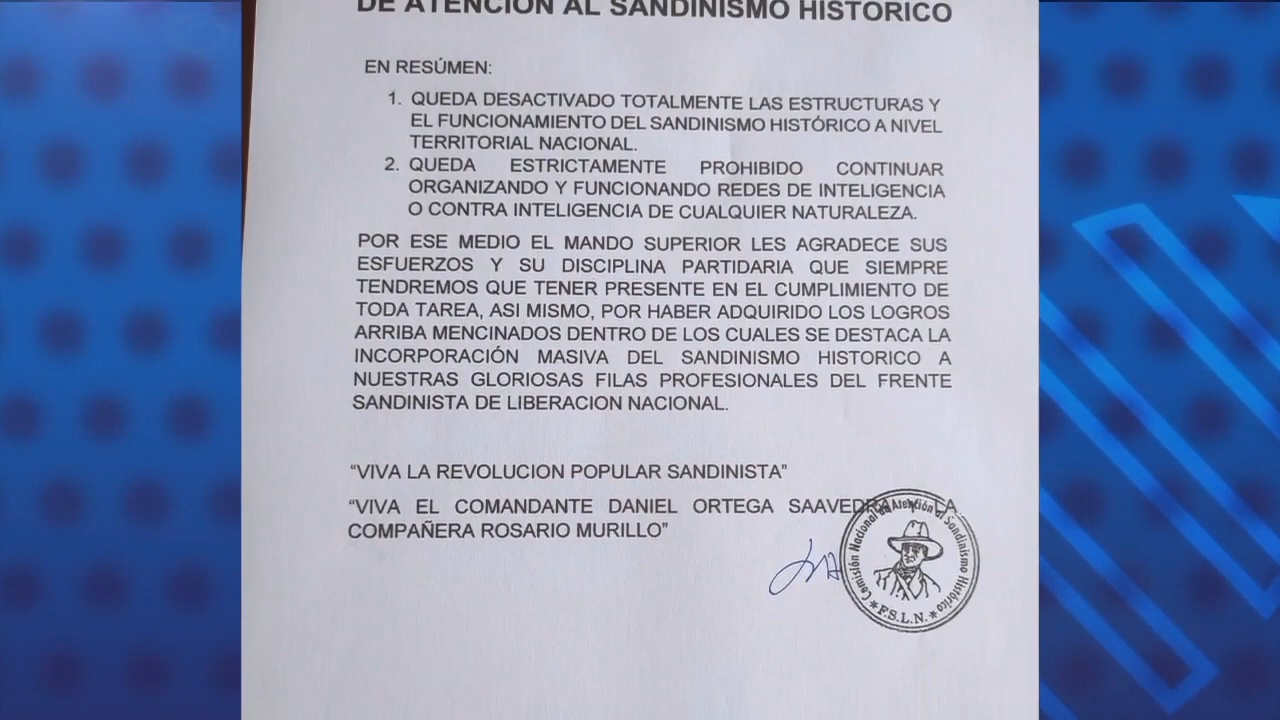 DE ATENCIÓN AL SANDINISMO HISTÓRICO
EN RESÚMEN:
1. QUEDA DESACTIVADO TOTALMENTE LAS ESTRUCTURAS Y
EL FUNCIONAMIENTO DEL SANDINISMO HISTÓRICO A NIVEL
TERRITORIAL NACIONAL.
2. QUEDA ESTRICTAMENTE PROHIBIDO CONTINUAR
ORGANIZANDO Y FUNCIONANDO REDES DE INTELIGENCIA
O CONTRA INTELIGENCIA DE CUALQUIER NATURALEZA.
POR ESE MEDIO EL MANDO SUPERIOR LES AGRADECE SUS
ESFUERZOS Y SU DISCIPLINA PARTIDARIA QUE SIEMPRE
TENDREMOS QUE TENER PRESENTE EN EL CUMPLIMIENTO DE
TODA TAREA, ASI MISMO, POR HABER ADQUIRIDO LOS LOGROS
ARRIBA MENCINADOS DENTRO DE LOS CUALES SE DESTACA LA
INCORPORACIÓN MASIVA DEL SANDINISMO HISTORICO A
NUESTRAS GLORIOSAS FILAS PROFESIONALES DEL FRENTE
SANDINISTA DE LIBERACION NACIONAL.
"VIVA LA REVOLUCION POPULAR SANDINISTA"
"VIVA EL COMANDANTE DANIEL ORTEGA SAAVEDRA Y LA
COMPAÑERA ROSARIO MURILLO"
Comisión Nacional de Atención al Sandinismo Histórico
F.S.L.N.